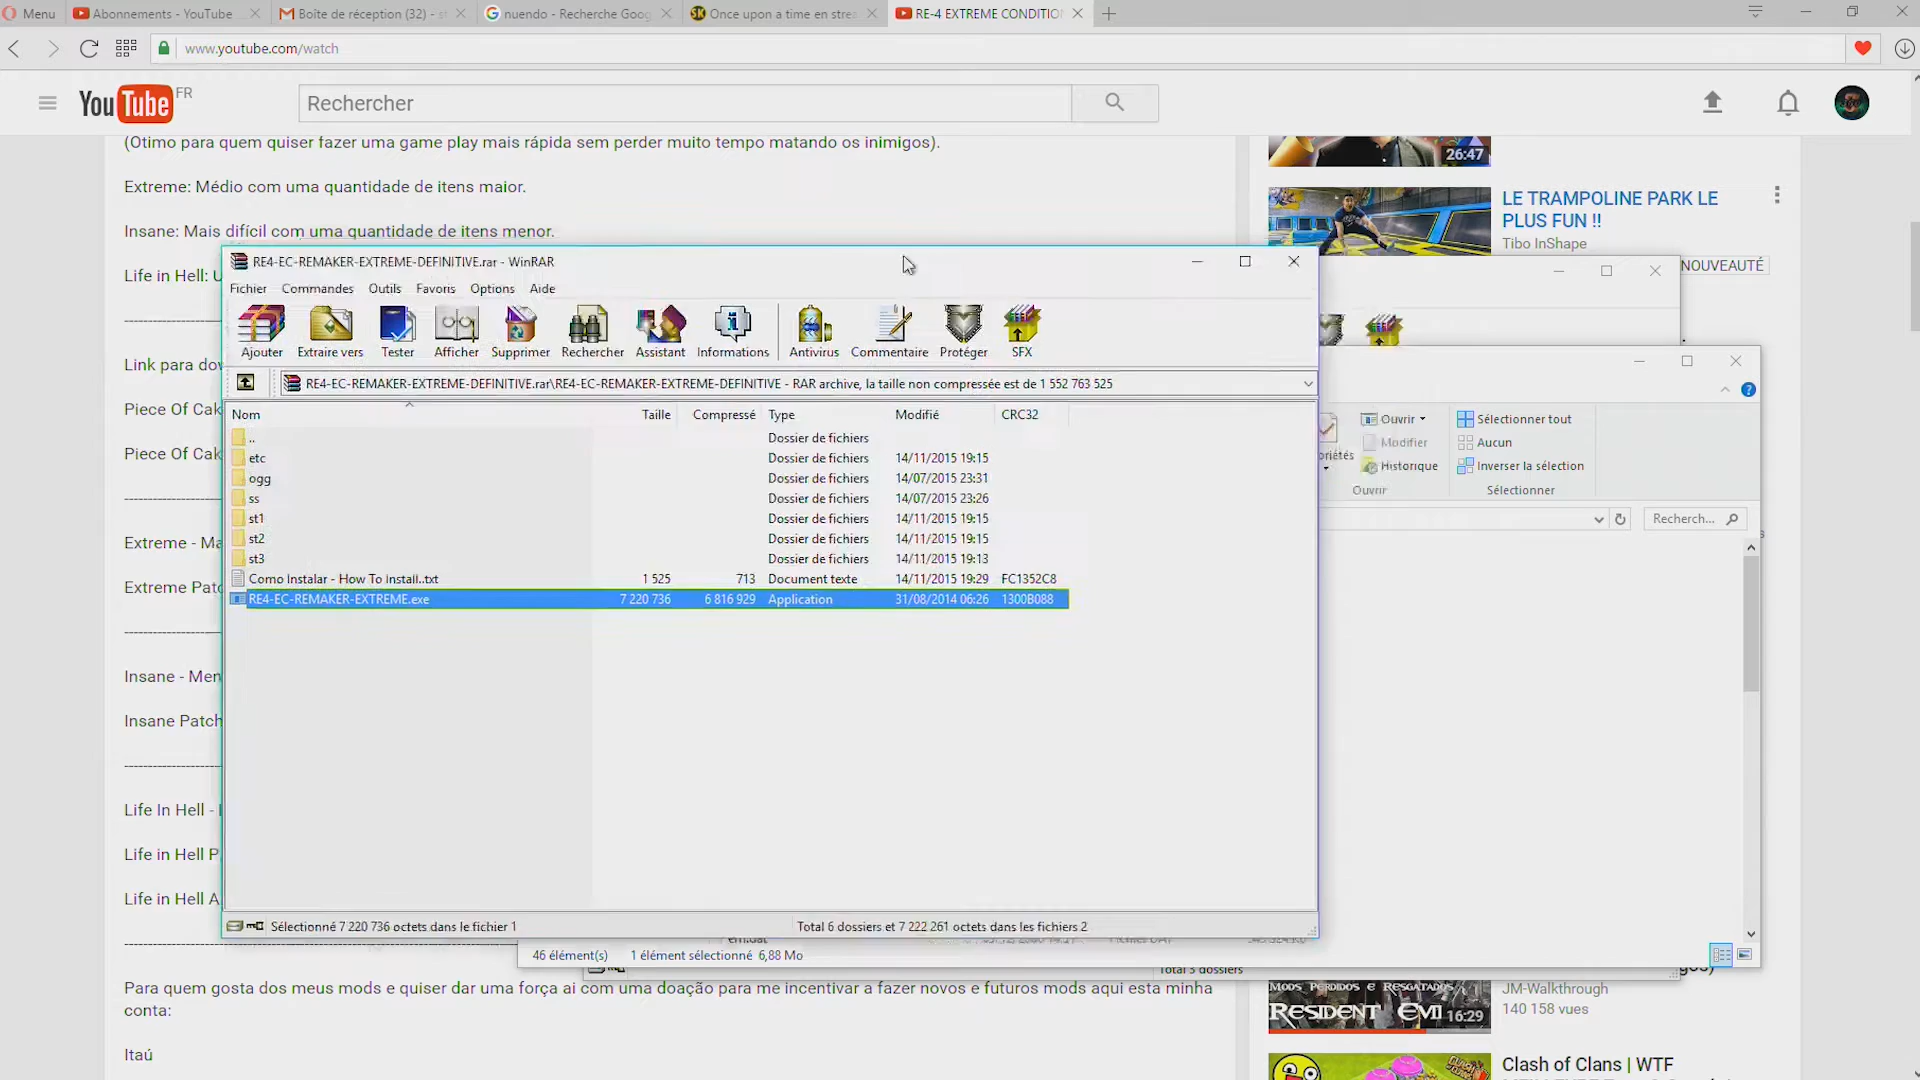 Menu
Abonnements - YouTube
Boîte de réception (32) - s
nuendo - Recherche Goog
Once upon a time en strea
RE-4 EXTREME CONDITIO
www.youtube.com/watch
YouTube FR
Rechercher
(Otimo para quem quiser fazer uma game play mais rápida sem perder muito tempo matando os inimigos).
Extreme: Médio com uma quantidade de itens maior.
Insane: Mais difícil com uma quantidade de itens menor.
Life in Hell: U
Link para dow
Piece Of Cak
Piece Of Cak
Extreme - Ma
Extreme Patc
Insane - Men
Insane Patch
Life In Hell -
Life in Hell P
Life in Hell A
Para quem gosta dos meus mods e quiser dar uma força ai com uma doação para me incentivar a fazer novos e futuros mods aqui esta minha
conta:
Itaú
RE4-EC-REMAKER-EXTREME-DEFINITIVE.rar - WinRAR
Fichier Commandes Outils Favoris Options Aide
Ajouter Extraire vers Tester Afficher Supprimer Rechercher Assistant Informations Antivirus Commentaire Protéger SFX
RE4-EC-REMAKER-EXTREME-DEFINITIVE.rar\RE4-EC-REMAKER-EXTREME-DEFINITIVE - RAR archive, la taille non compressée est de 1 552 763 525
Nom Taille Compressé Type Modifié CRC32
.. Dossier de fichiers
etc Dossier de fichiers 14/11/2015 19:15
ogg Dossier de fichiers 14/07/2015 23:31
ss Dossier de fichiers 14/07/2015 23:26
st1 Dossier de fichiers 14/11/2015 19:15
st2 Dossier de fichiers 14/11/2015 19:15
st3 Dossier de fichiers 14/11/2015 19:13
Como Instalar - How To Install..txt 1 525 713 Document texte 14/11/2015 19:29 FC1352C8
RE4-EC-REMAKER-EXTREME.exe 7 220 736 6 816 929 Application 31/08/2014 06:26 1300B088
Sélectionné 7 220 736 octets dans le fichier 1
Total 6 dossiers et 7 222 261 octets dans les fichiers 2
46 élément(s) 1 élément sélectionné 6,88 Mo
Total 3 dossiers
Ouvrir
Modifier
Historique
Ouvrir
Sélectionner tout
Aucun
Inverser la sélection
Sélectionner
Recherch...
26:47
LE TRAMPOLINE PARK LE
PLUS FUN !!
Tibo InShape
NOUVEAUTÉ
MODS PERDIDOS E RESGATADOS
RESIDENT EVIL
16:29
JM-Walkthrough
140 158 vues
Clash of Clans | WTF